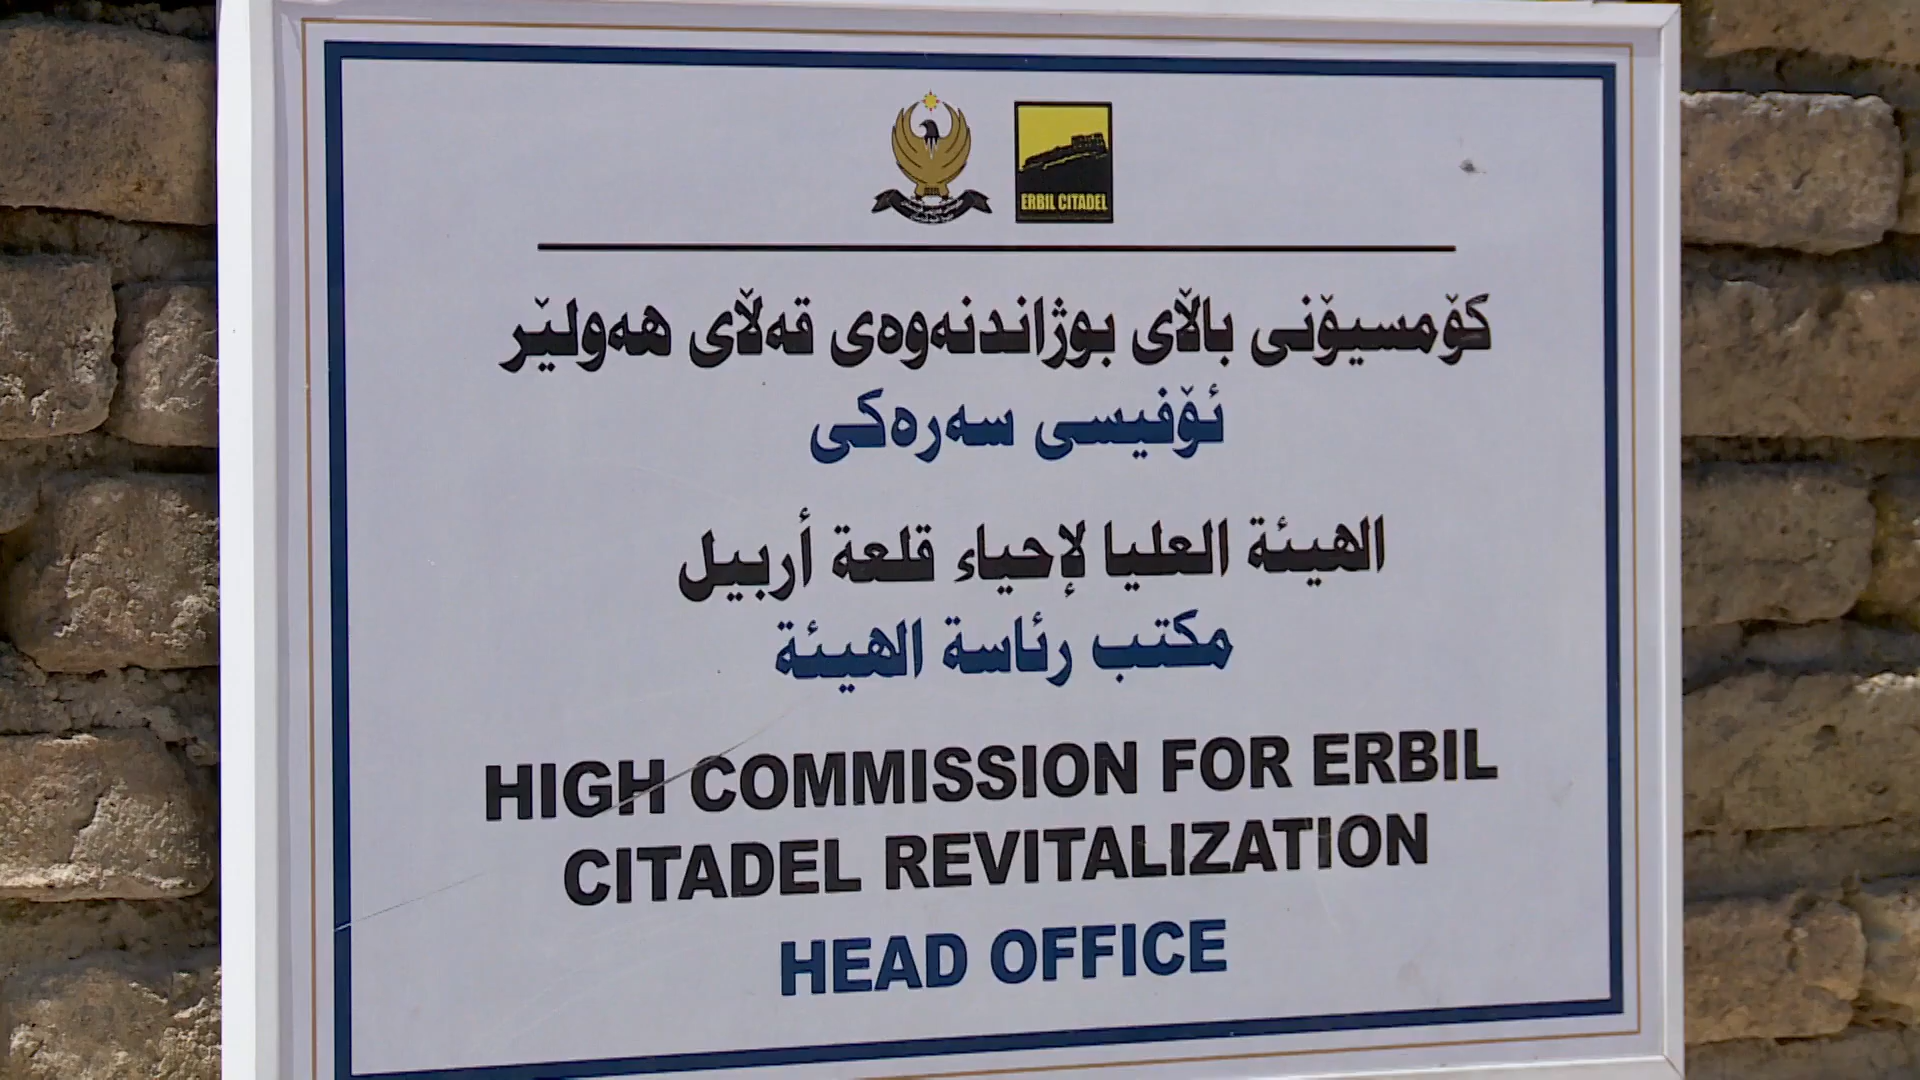 ERBIL CITADEL
کۆمسیۆنی باڵای بوژاندنەوەی قەڵای هەولێر
ئۆفیسی سەرەکی
الهيئة العليا لإحياء قلعة أربيل
مكتب رئاسة الهيئة
HIGH COMMISSION FOR ERBIL
CITADEL REVITALIZATION
HEAD OFFICE